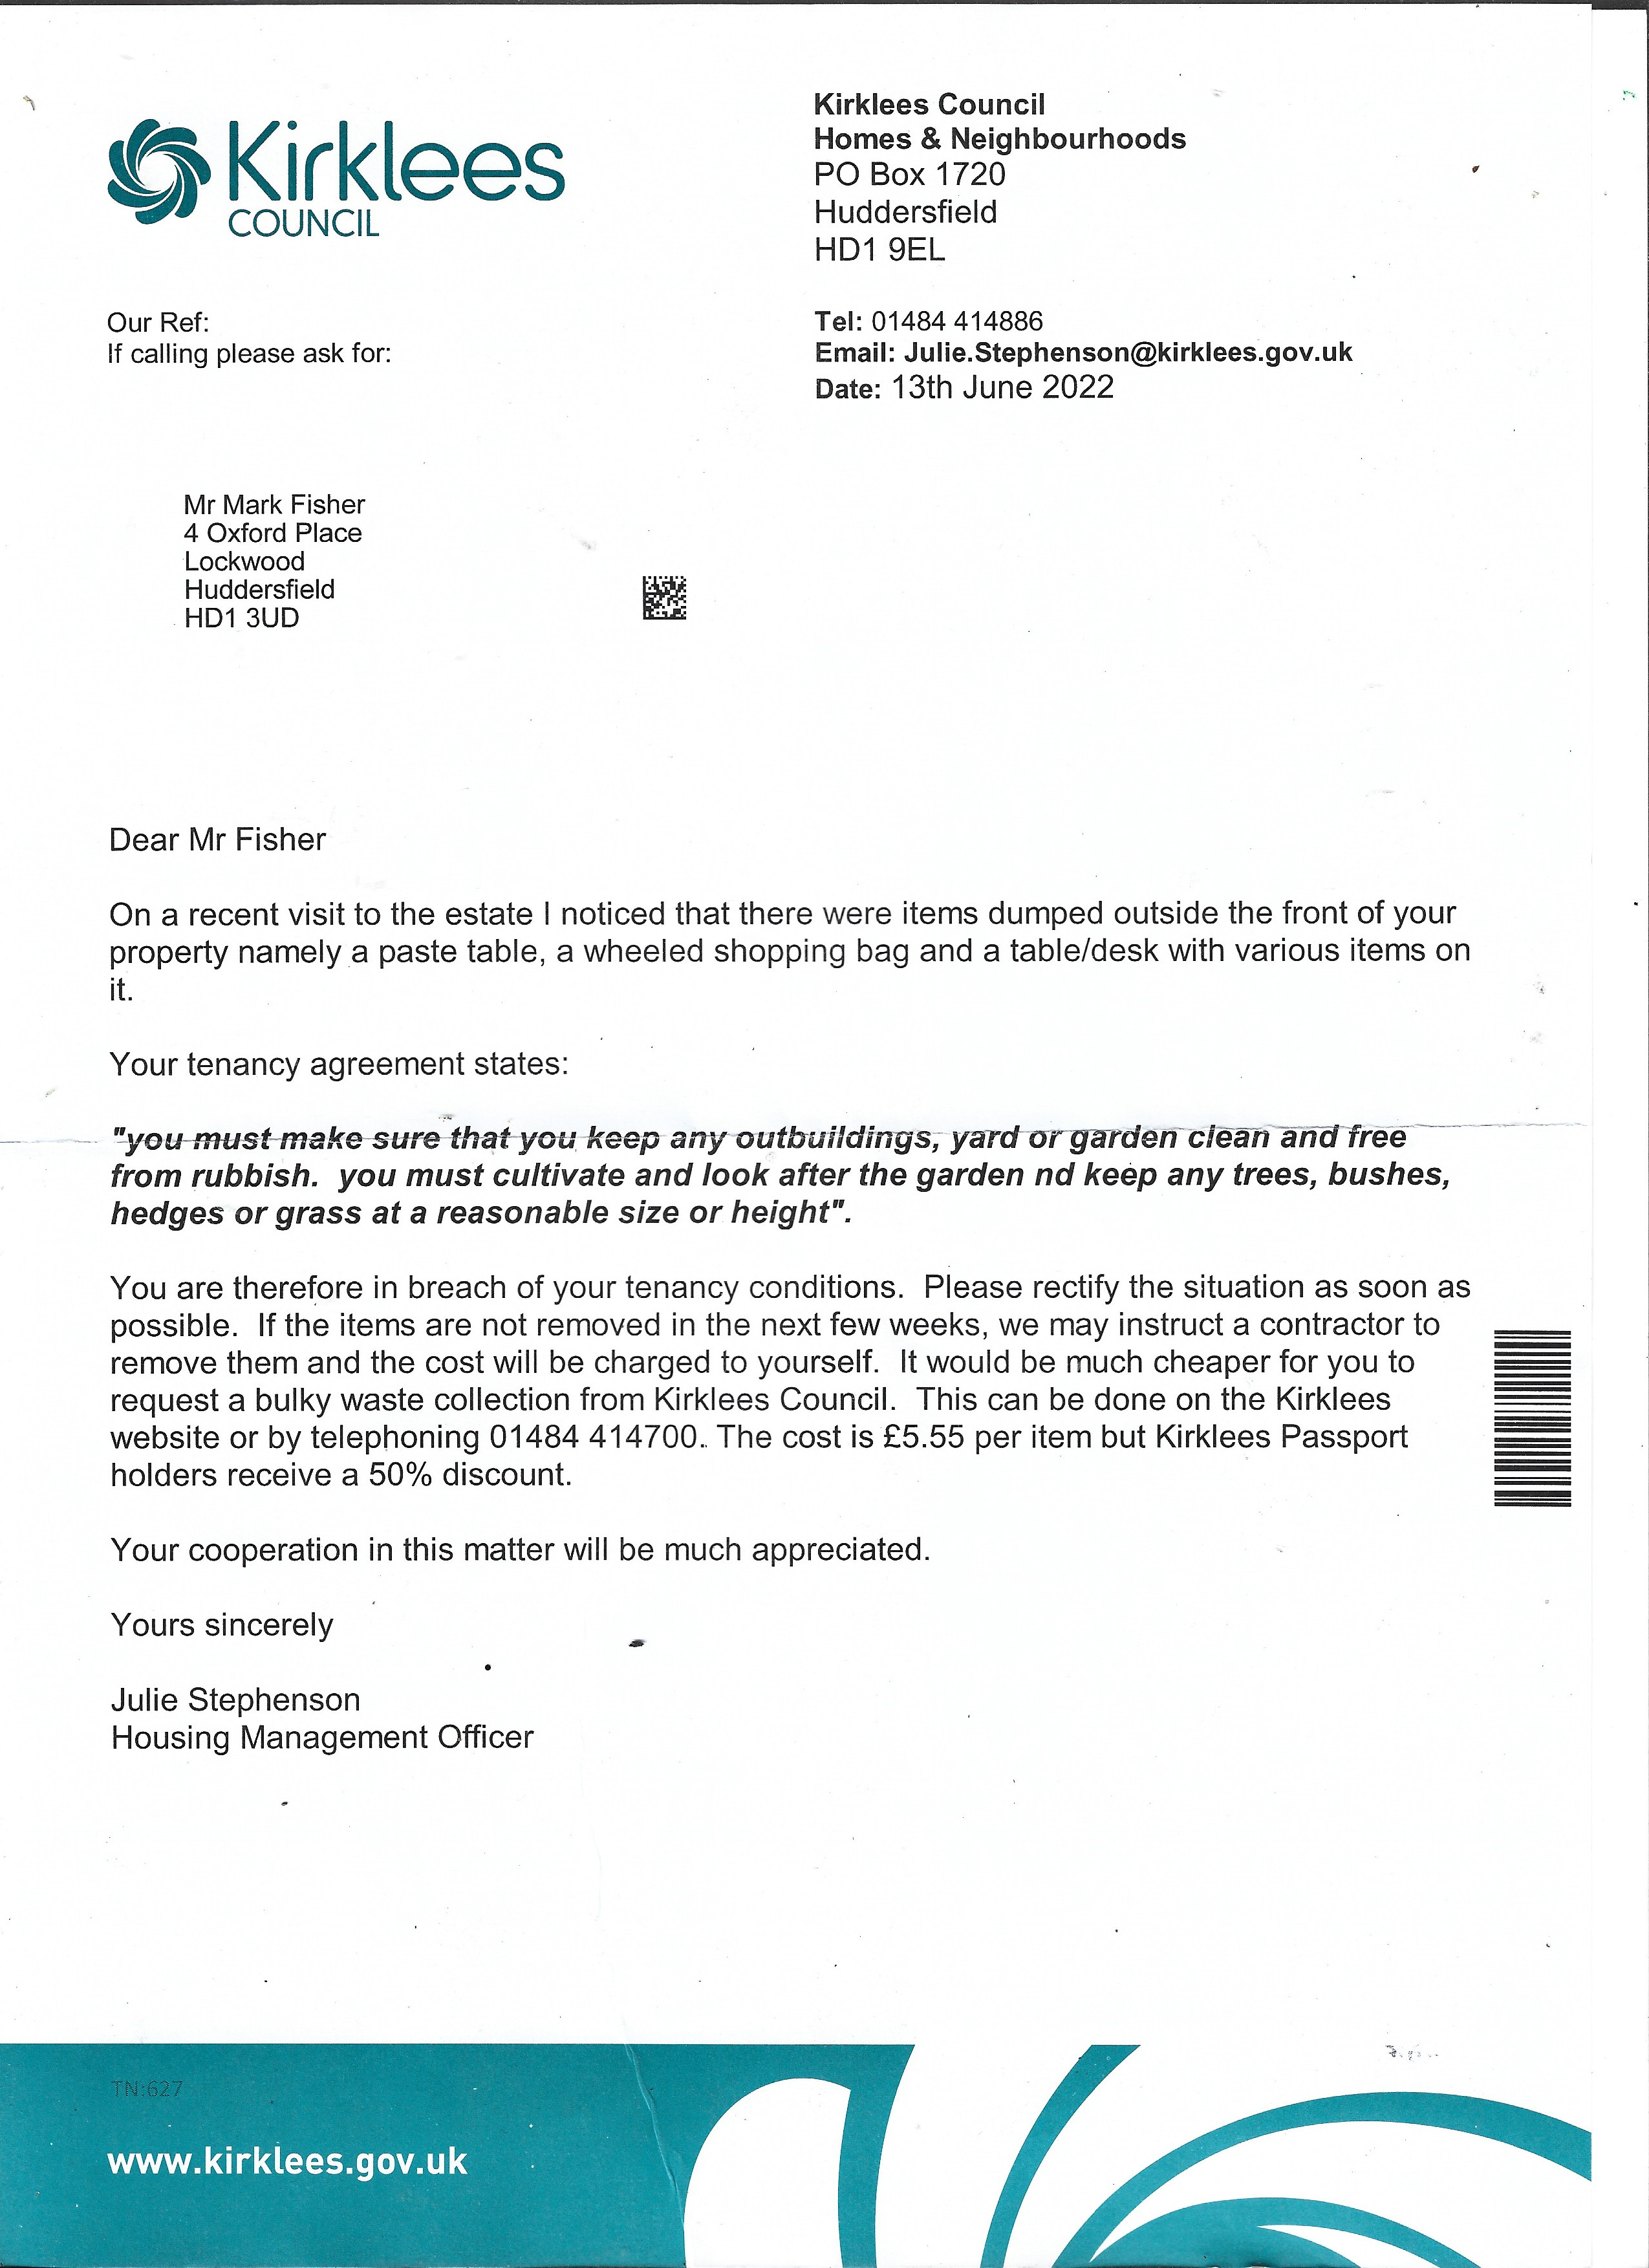 Kirklees
COUNCIL
Kirklees Council
Homes & Neighbourhoods
PO Box 1720
Huddersfield
HD1 9EL
Our Ref:
If calling please ask for:
Tel: 01484 414886
Email: Julie.Stephenson@kirklees.gov.uk
Date: 13th June 2022
Mr Mark Fisher
4 Oxford Place
Lockwood
Huddersfield
HD1 3UD
Dear Mr Fisher
On a recent visit to the estate I noticed that there were items dumped outside the front of your
property namely a paste table, a wheeled shopping bag and a table/desk with various items on
it.
Your tenancy agreement states:
"you must make sure that you keep any outbuildings, yard or garden clean and free
from rubbish.  you must cultivate and look after the garden nd keep any trees, bushes,
hedges or grass at a reasonable size or height".
You are therefore in breach of your tenancy conditions.  Please rectify the situation as soon as
possible.  If the items are not removed in the next few weeks, we may instruct a contractor to
remove them and the cost will be charged to yourself.  It would be much cheaper for you to
request a bulky waste collection from Kirklees Council.  This can be done on the Kirklees
website or by telephoning 01484 414700. The cost is £5.55 per item but Kirklees Passport
holders receive a 50% discount.
Your cooperation in this matter will be much appreciated.
Yours sincerely
Julie Stephenson
Housing Management Officer
TN:627
www.kirklees.gov.uk